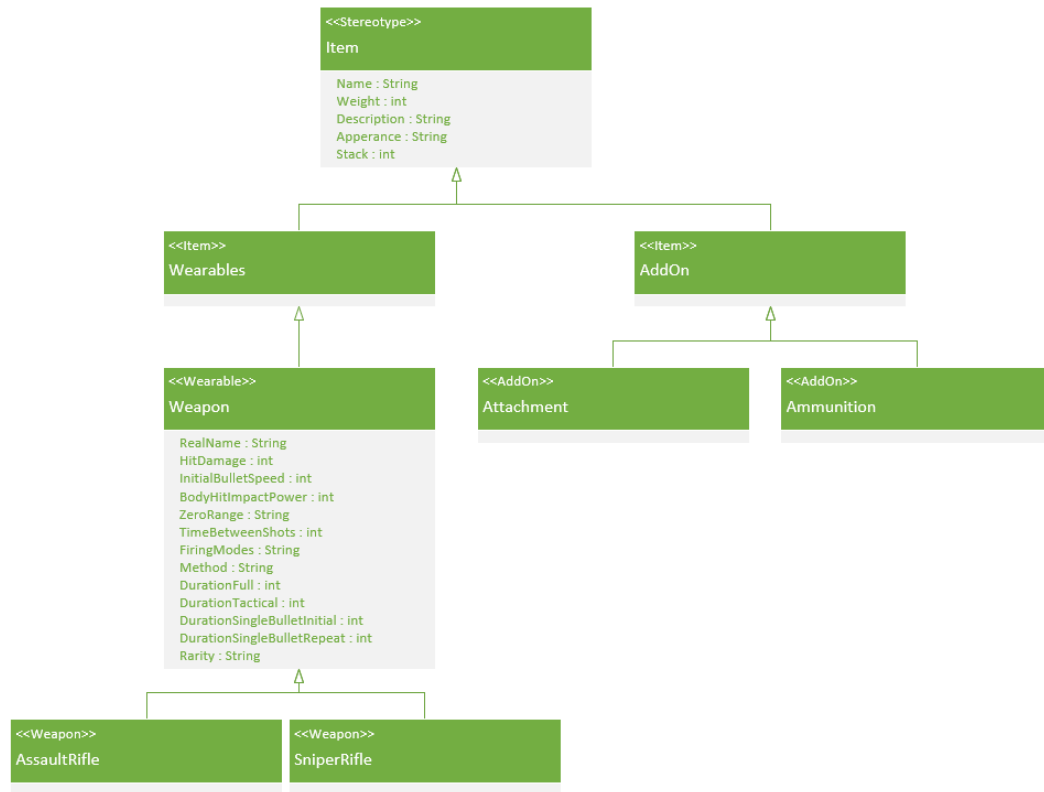 <<Stereotype>>
Item
Name : String
Weight : int
Description : String
Apperance : String
Stack : int
<<Item>>
Wearables
<<Item>>
AddOn
<<Wearable>>
Weapon
RealName : String
HitDamage : int
InitialBulletSpeed : int
BodyHitImpactPower : int
ZeroRange : String
TimeBetweenShots : int
FiringModes : String
Method : String
DurationFull : int
DurationTactical : int
DurationSingleBulletInitial : int
DurationSingleBulletRepeat : int
Rarity : String
<<AddOn>>
Attachment
<<AddOn>>
Ammunition
<<Weapon>>
AssaultRifle
<<Weapon>>
SniperRifle